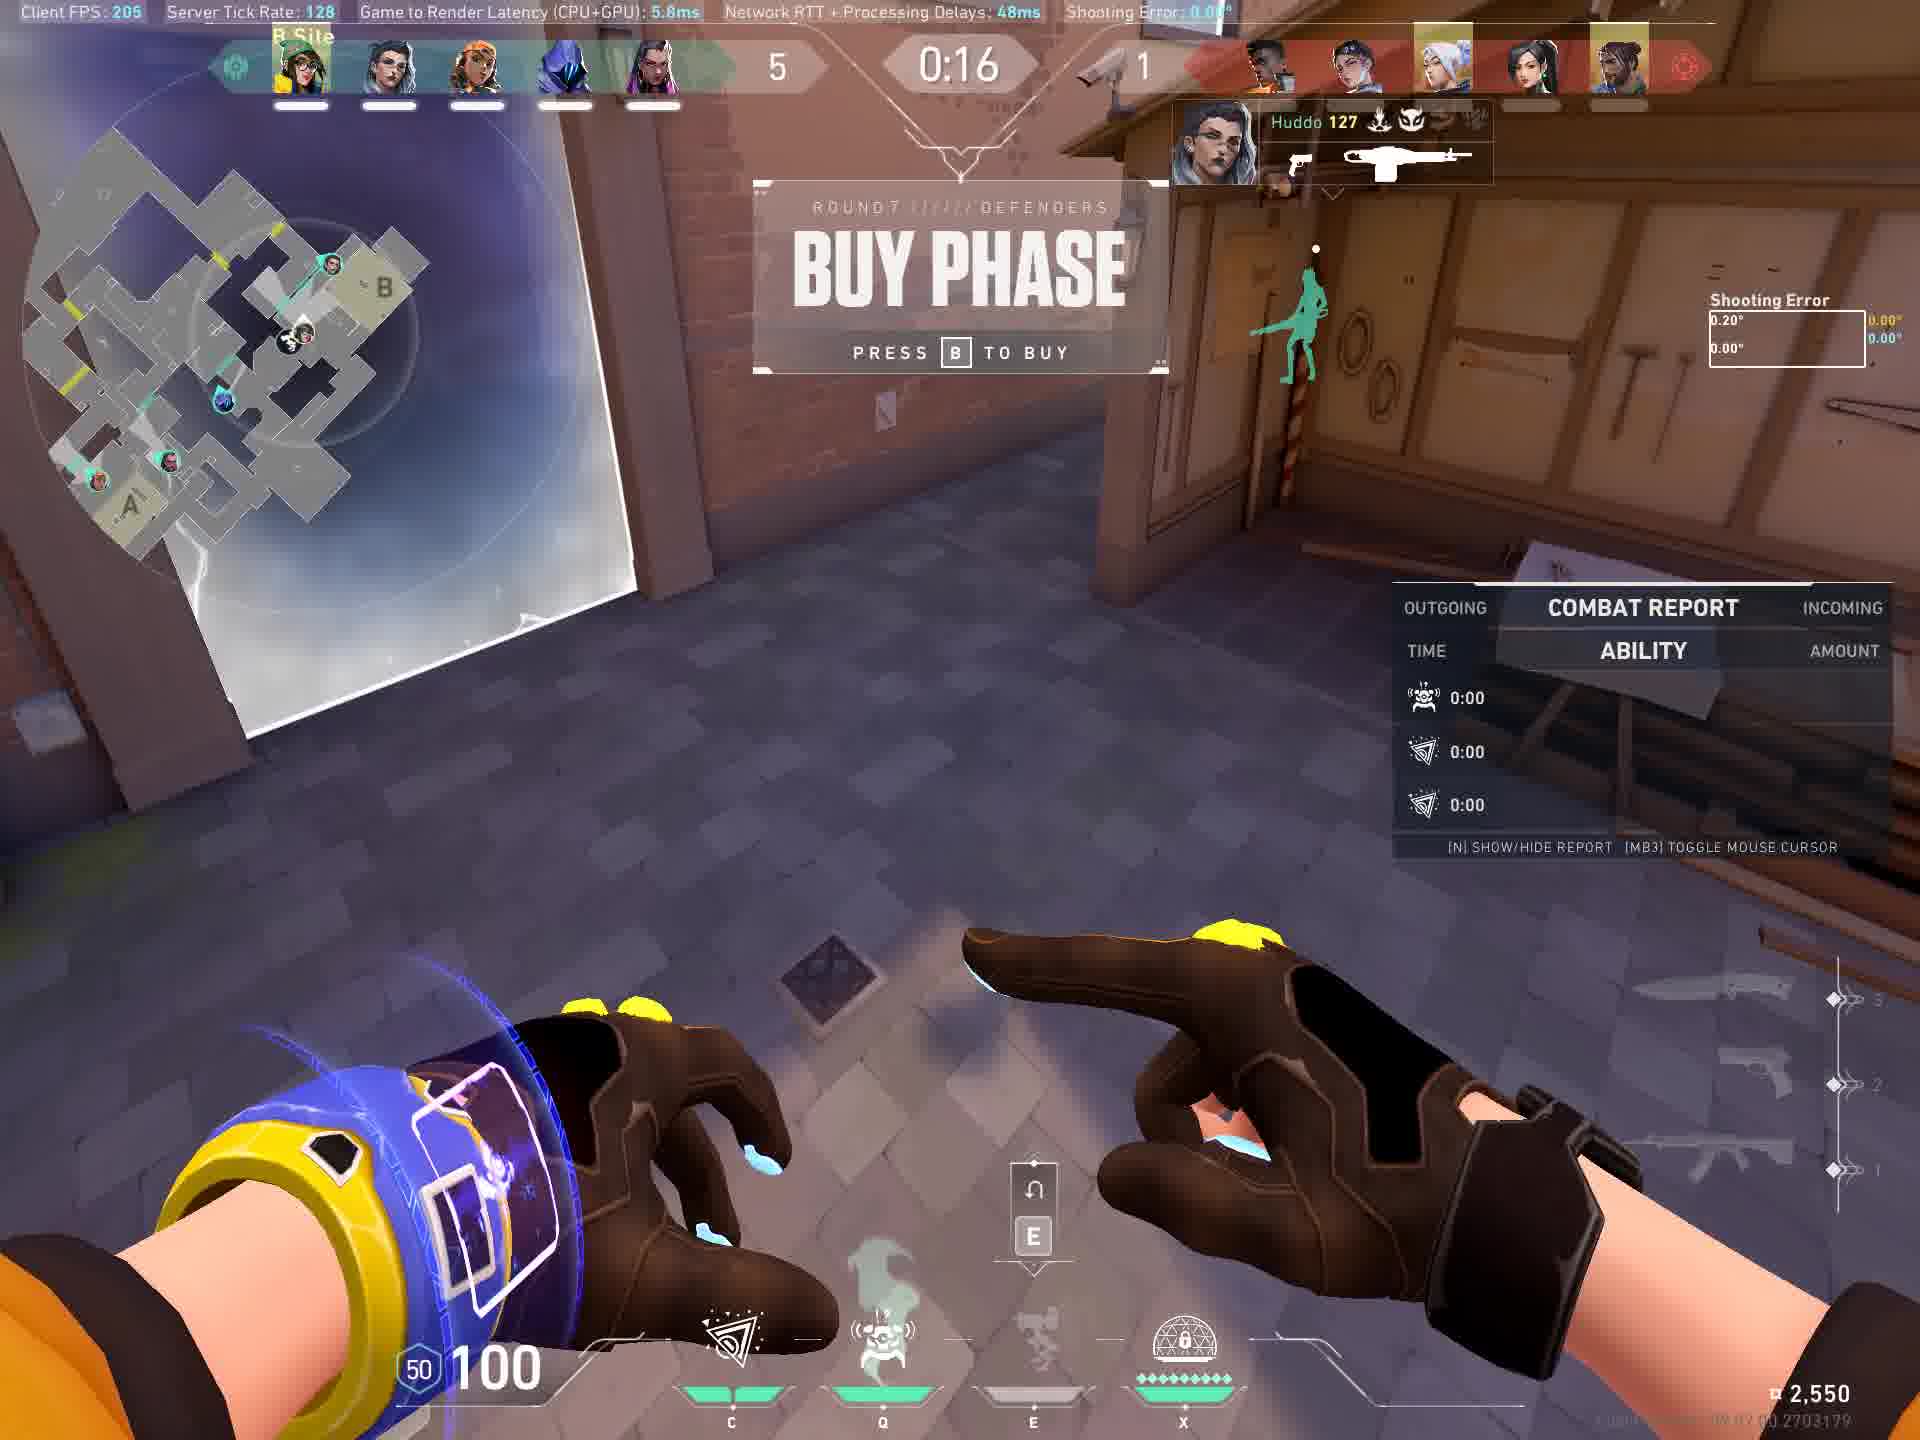 Client FPS: 205
Server Tick Rate: 128
Game to Render Latency (CPU+GPU): 5.8ms
Network RTT + Processing Delays: 48ms
Shooting Error: 0.00°
B Site
5
0:16
1
Huddo 127
ROUND 7 ////// DEFENDERS
BUY PHASE
PRESS B TO BUY
B
A
Shooting Error
0.20°
0.00°
0.00°
0.00°
OUTGOING COMBAT REPORT INCOMING
TIME ABILITY AMOUNT
0:00
0:00
0:00
[N] SHOW/HIDE REPORT [MB3] TOGGLE MOUSE CURSOR
3
2
1
E
50 100
C
Q
E
X
2,550